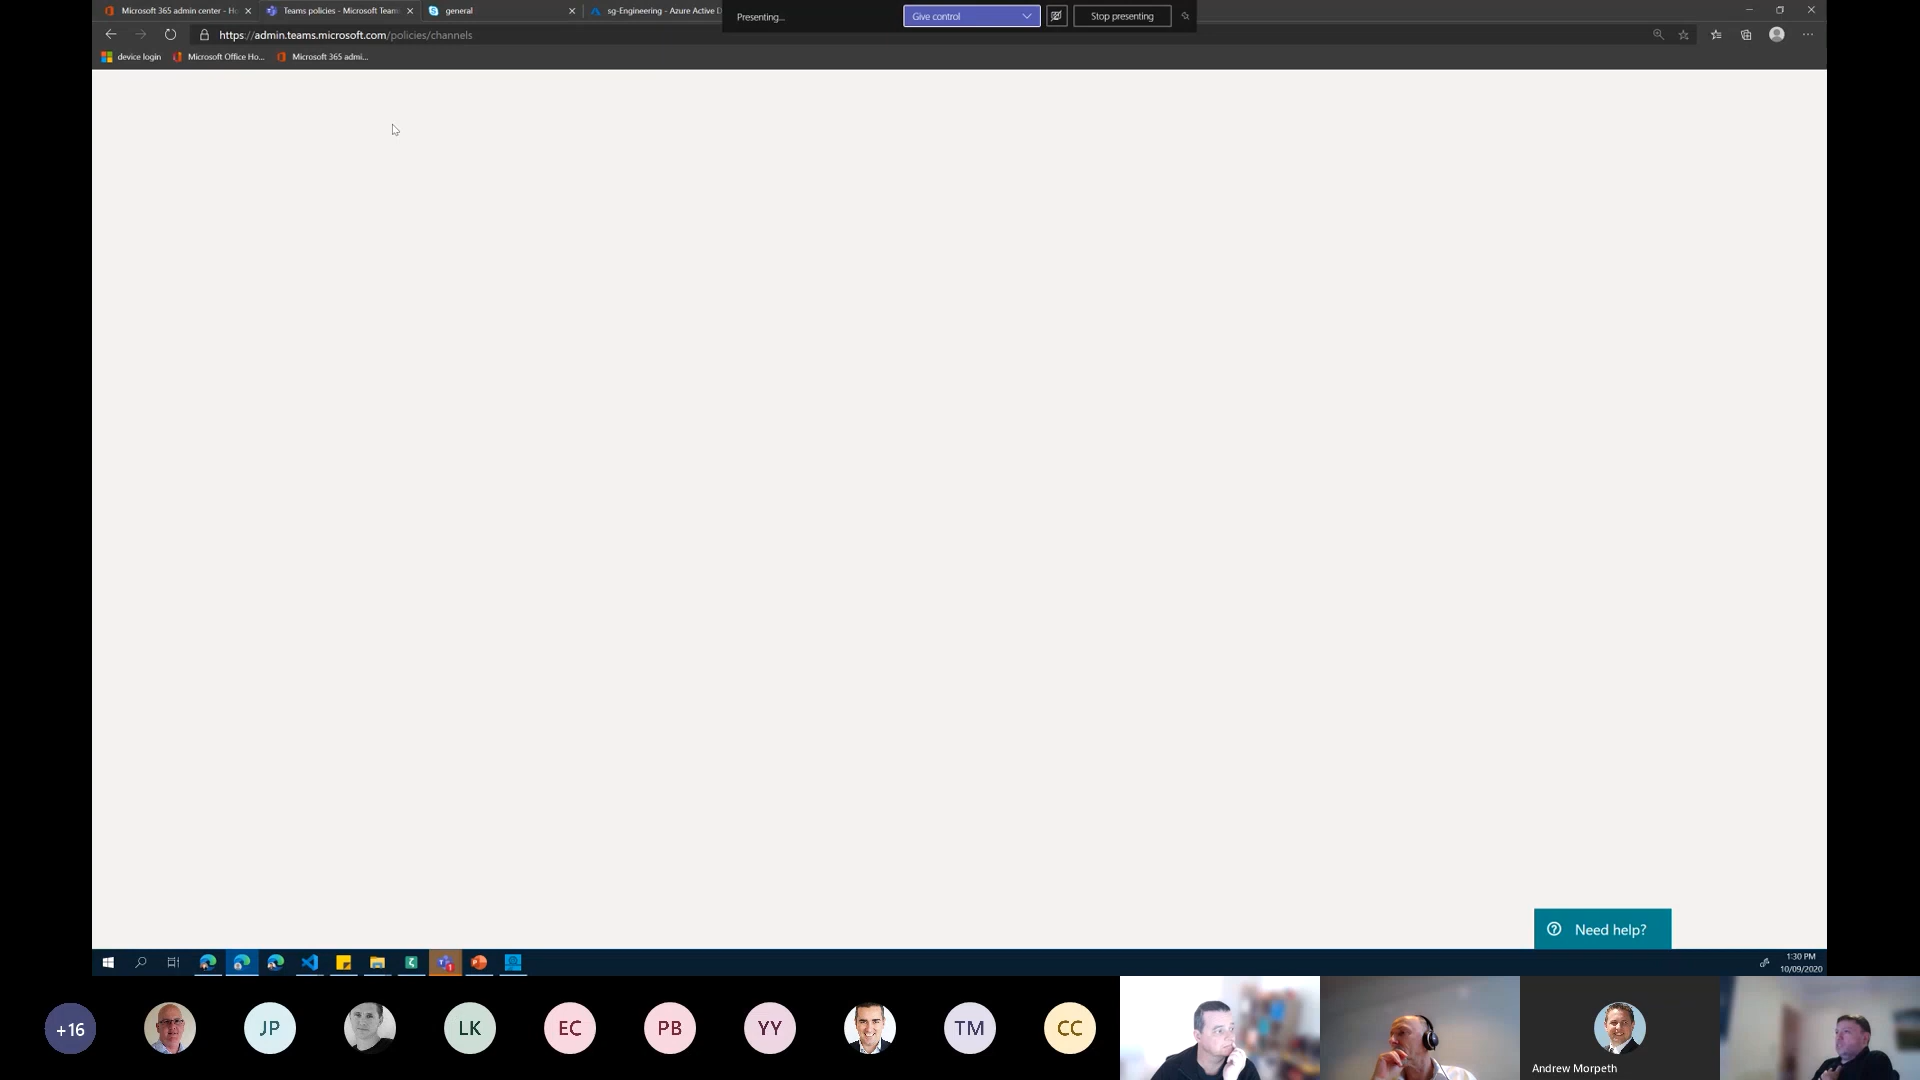 Microsoft 365 admin center - Ho
Teams policies - Microsoft Team
general
sg-Engineering - Azure Active D
Presenting...
Give control
Stop presenting
https://admin.teams.microsoft.com/policies/channels
device login
Microsoft Office Ho...
Microsoft 365 admi...
Need help?
1:30 PM
10/09/2020
+16
JP
LK
EC
PB
YY
TM
CC
Andrew Morpeth